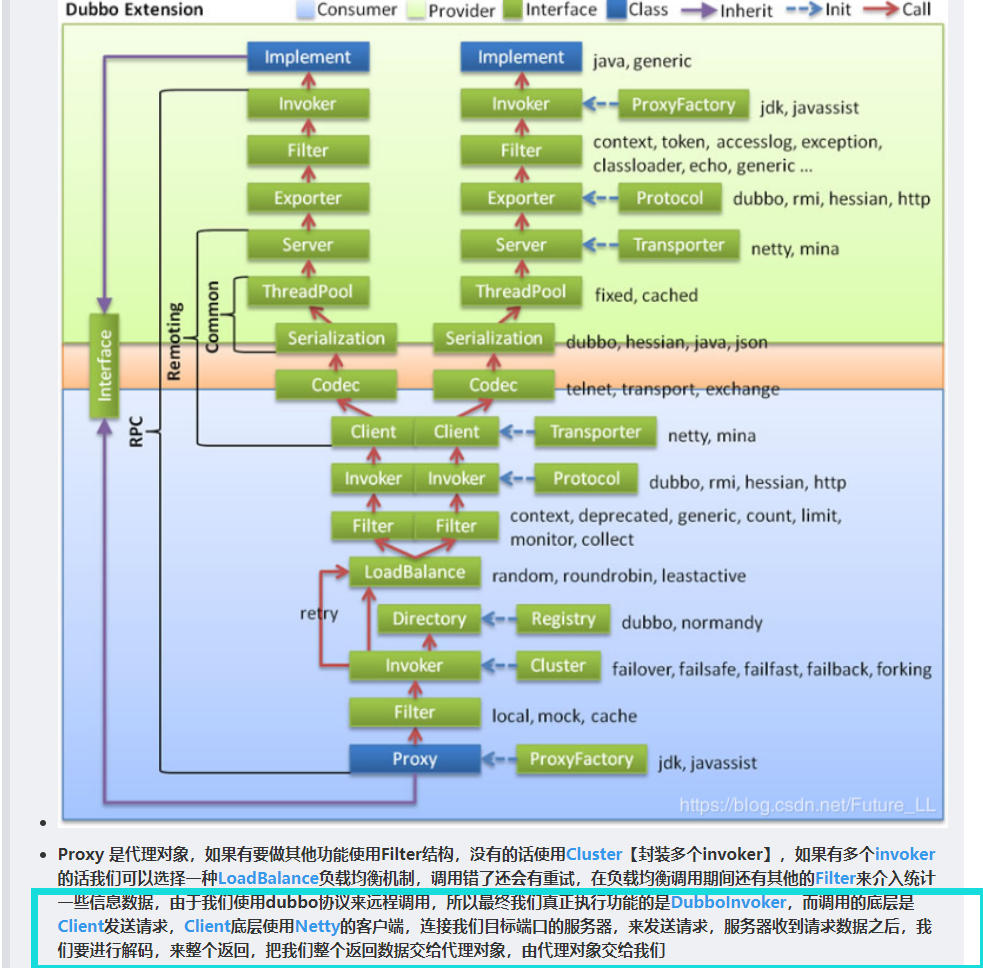 Dubbo Extension Consumer Provider Interface Class Inherit Init Call
Implement Implement java, generic
Invoker Invoker ProxyFactory jdk, javassist
Filter Filter context, token, accesslog, exception,
classloader, echo, generic ...
Exporter Exporter Protocol dubbo, rmi, hessian, http
Server Server Transporter netty, mina
ThreadPool ThreadPool fixed, cached
Serialization Serialization dubbo, hessian, java, json
Codec Codec telnet, transport, exchange
Interface
RPC
Remoting
Common
Client Client Transporter netty, mina
Invoker Invoker Protocol dubbo, rmi, hessian, http
Filter Filter context, deprecated, generic, count, limit,
monitor, collect
LoadBalance random, roundrobin, leastactive
retry
Directory Registry dubbo, normandy
Invoker Cluster failover, failsafe, failfast, failback, forking
Filter local, mock, cache
Proxy ProxyFactory jdk, javassist
https://blog.csdn.net/Future_LL
Proxy 是代理对象，如果有要做其他功能使用Filter结构，没有的话使用Cluster【封装多个invoker】，如果有多个invoker
的话我们可以选择一种LoadBalance负载均衡机制，调用错了还会有重试，在负载均衡调用期间还有其他的Filter来介入统计
一些信息数据，由于我们使用dubbo协议来远程调用，所以最终我们真正执行功能的是DubboInvoker，而调用的底层是
Client发送请求，Client底层使用Netty的客户端，连接我们目标端口的服务器，来发送请求，服务器收到请求数据之后，我
们要进行解码，来整个返回，把我们整个返回数据交给代理对象，由代理对象交给我们